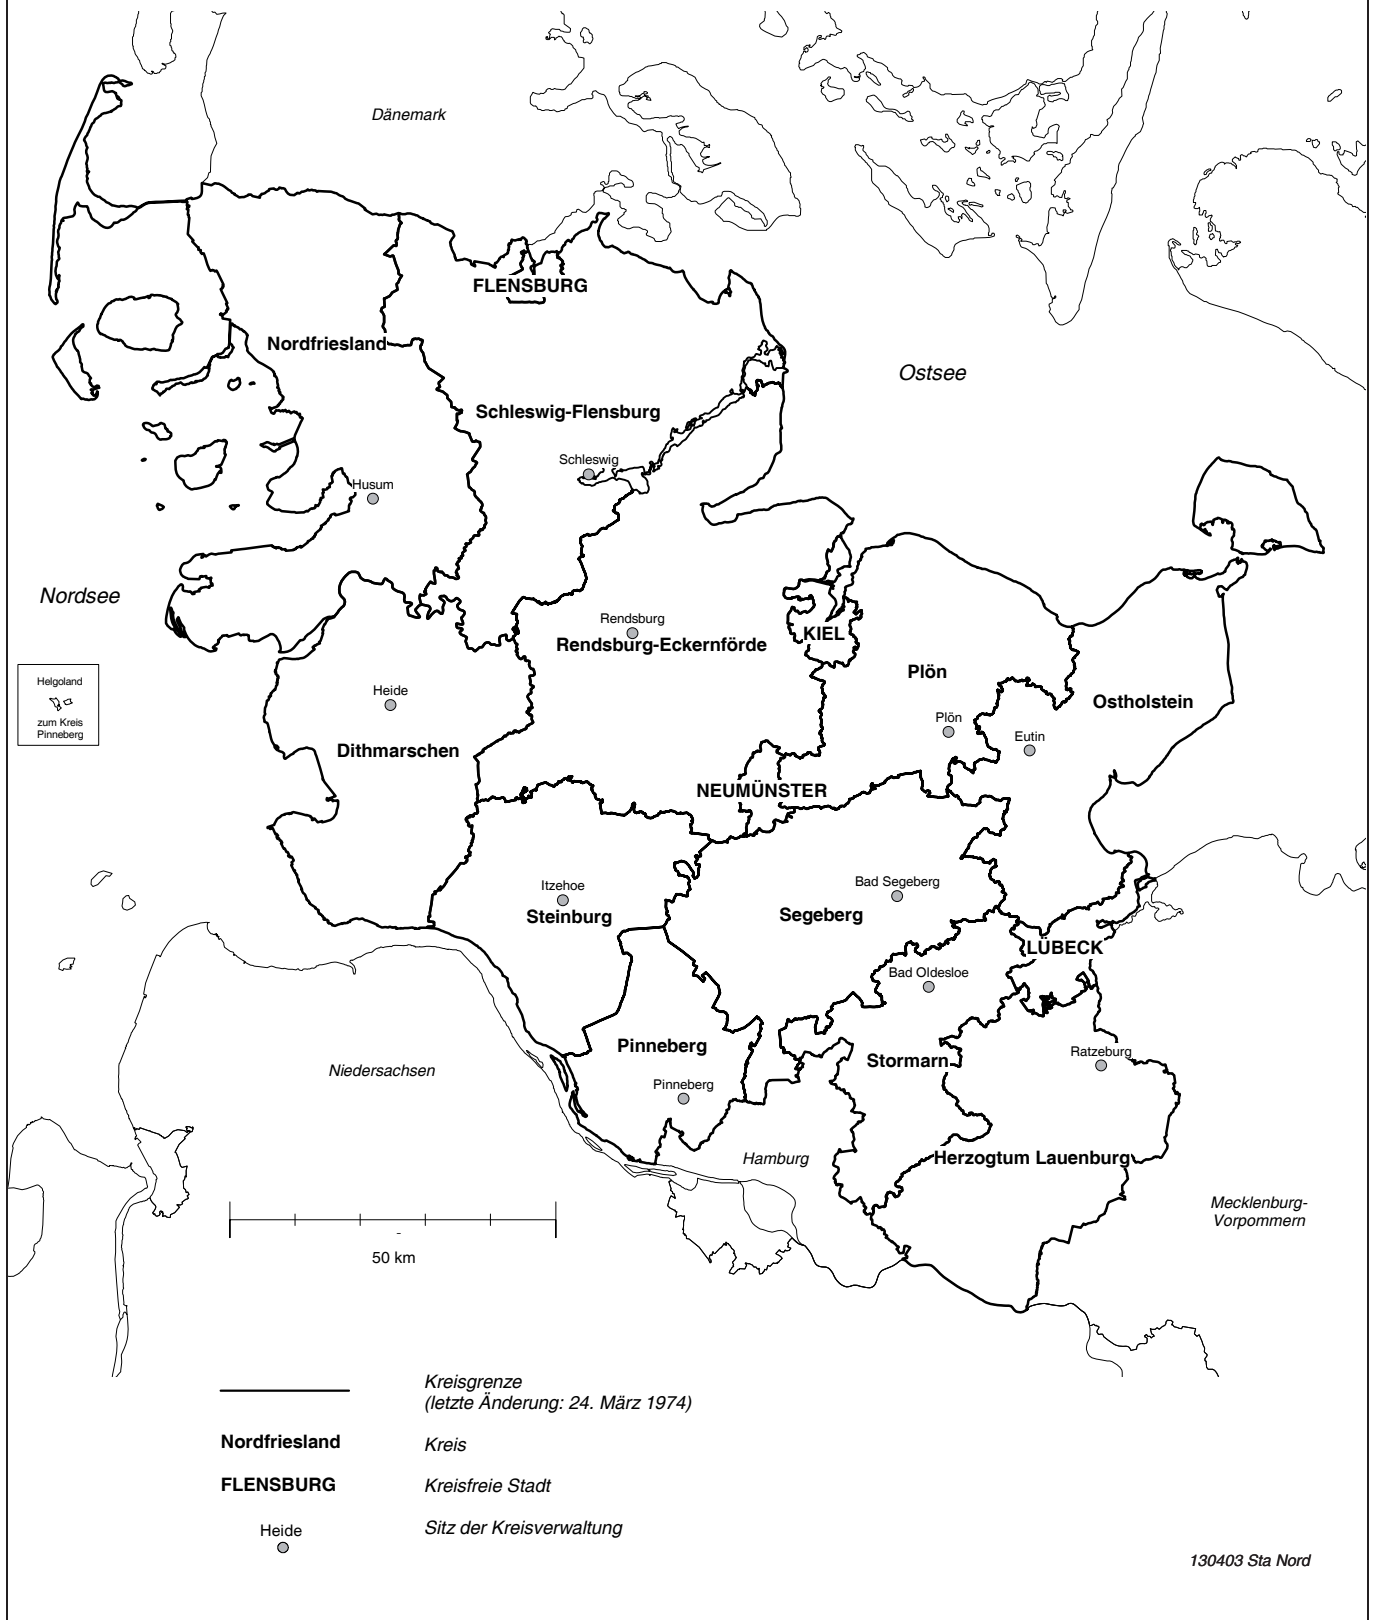 Dänemark
FLENSBURG
Nordfriesland
Ostsee
Schleswig-Flensburg
Schleswig
Husum
Nordsee
Rendsburg
Rendsburg-Eckernförde
KIEL
Plön
Helgoland
zum Kreis
Pinneberg
Heide
Ostholstein
Plön
Eutin
Dithmarschen
NEUMÜNSTER
Itzehoe
Steinburg
Bad Segeberg
Segeberg
LÜBECK
Bad Oldesloe
Pinneberg
Stormarn
Ratzeburg
Niedersachsen
Pinneberg
Hamburg
Herzogtum Lauenburg
Mecklenburg-
Vorpommern
50 km
Kreisgrenze
(letzte Änderung: 24. März 1974)
Nordfriesland
Kreis
FLENSBURG
Kreisfreie Stadt
Heide
Sitz der Kreisverwaltung
130403 Sta Nord